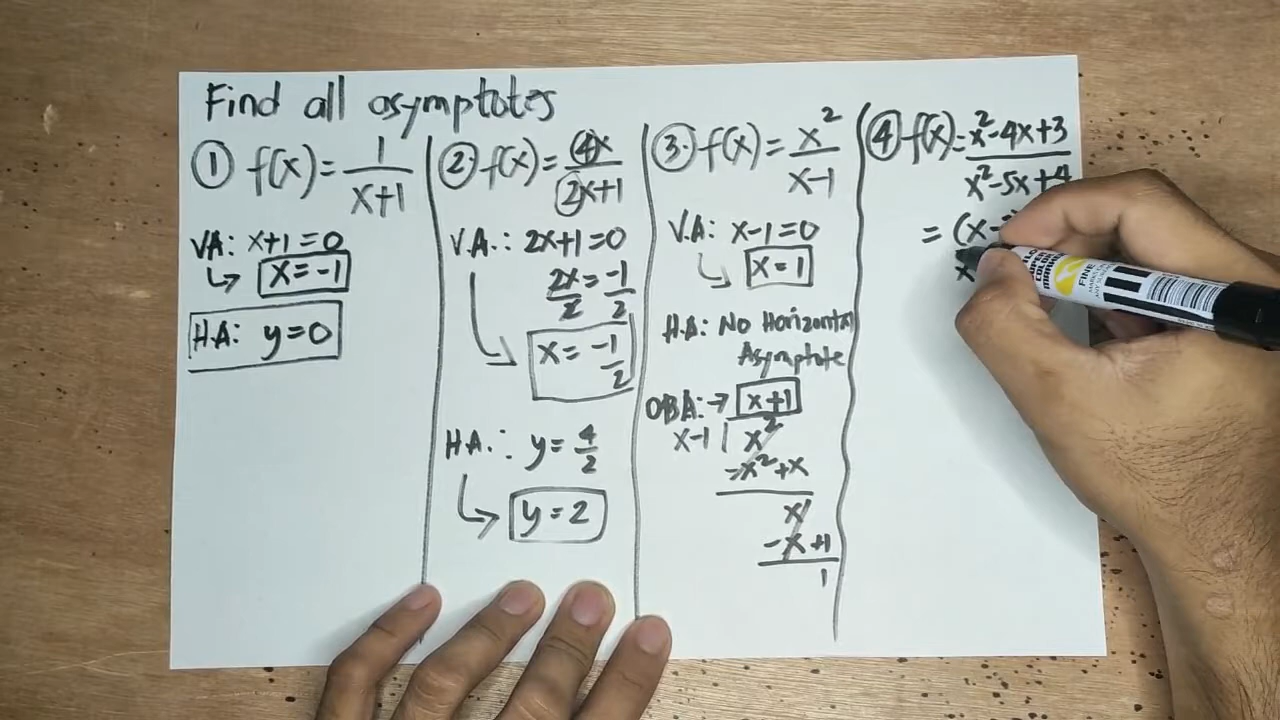 Find all asymptotes
① f(x) = 1/(x+1)
V.A: x+1=0
↳ x=-1
H.A: y=0
②. f(x) = 4x/(2x+1)
V.A.: 2x+1=0
2x/2 = -1/2
x = -1/2
H.A.: y = 4/2
↳ y=2
③. f(x) = x²/(x-1)
V.A: x-1=0
x=1
H.A: No Horizontal
Asymptote
OBA: → x+1
x-1 | x²
-x²+x
x
-x+1
1
④ f(x) = (x²-4x+3)/(x²-5x+4)
= (x-
x
FINE